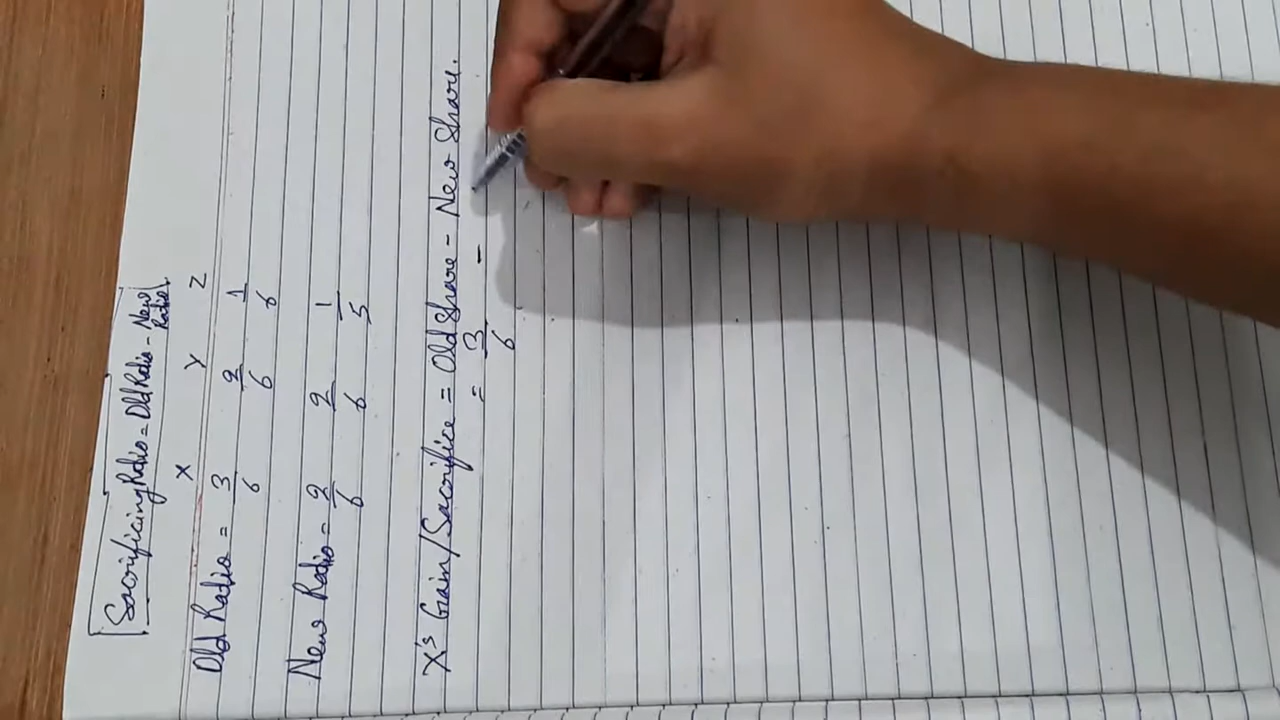 Sacrificing Ratio = Old Ratio - New Ratio
X Y Z
Old Ratio = 3/6 2/6 1/6
New Ratio = 2/6 2/6 1/5
X's Gain/Sacrifice = Old Share - New Share.
= 3/6 -